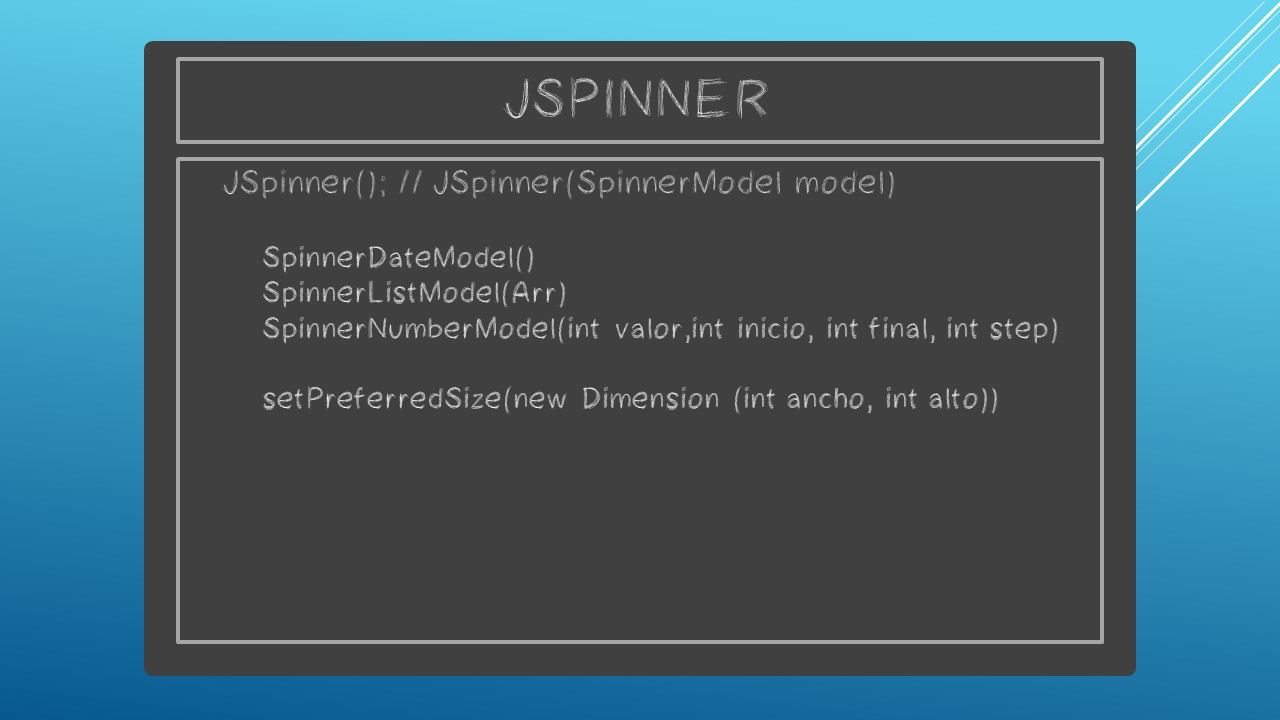 JSPINNER
JSpinner(); // JSpinner(SpinnerModel model)
SpinnerDateModel()
SpinnerListModel(Arr)
SpinnerNumberModel(int valor,int inicio, int final, int step)
setPreferredSize(new Dimension (int ancho, int alto))